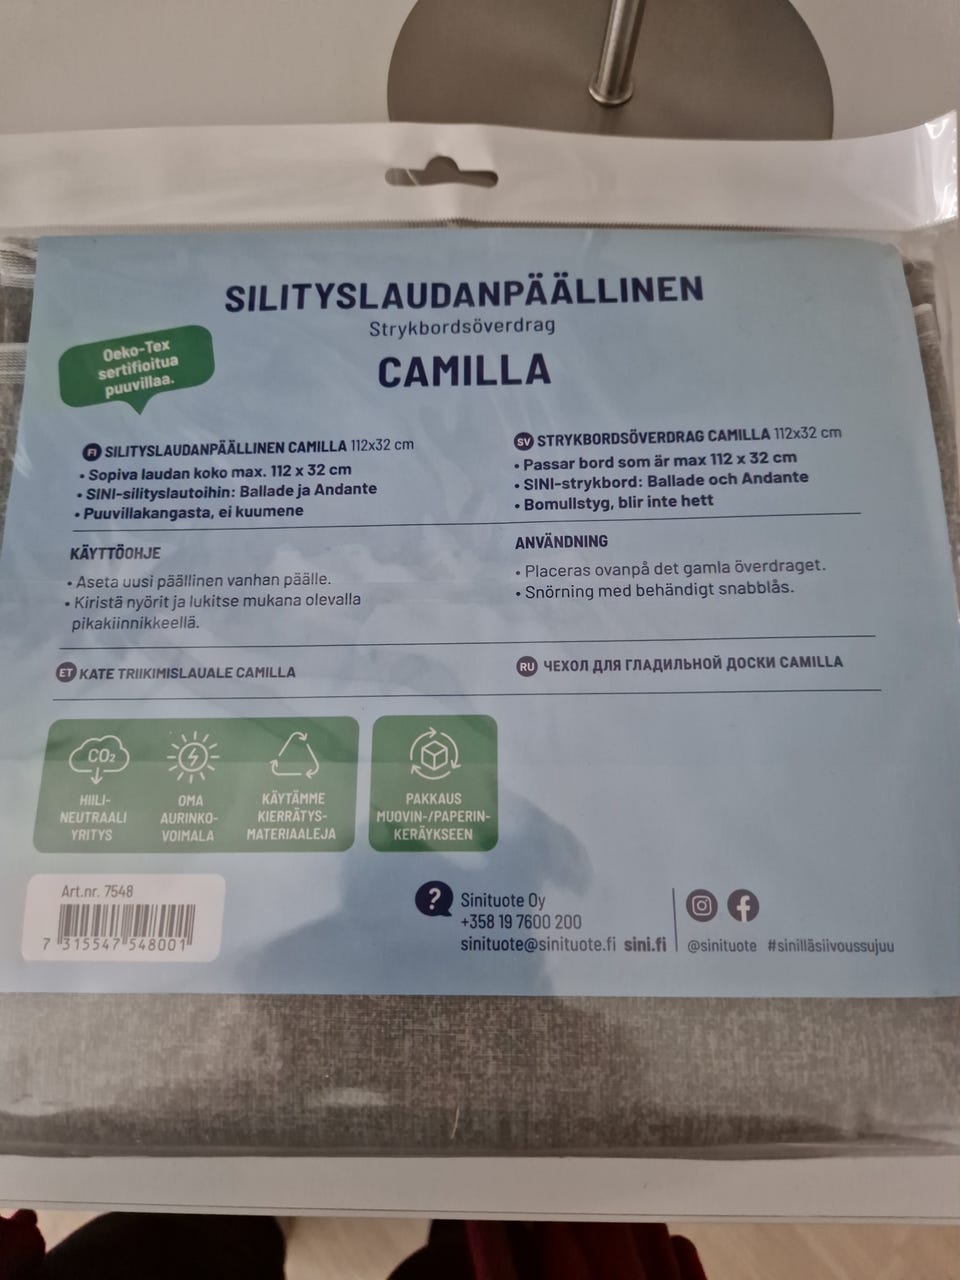 SILITYSLAUDANPÄÄLLINEN
Strykbordsöverdrag
CAMILLA
Oeko-Tex
sertifioitua
puuvillaa.
FI SILITYSLAUDANPÄÄLLINEN CAMILLA 112x32 cm
• Sopiva laudan koko max. 112 x 32 cm
• SINI-silityslautoihin: Ballade ja Andante
• Puuvillakangasta, ei kuumene
SV STRYKBORDSÖVERDRAG CAMILLA 112x32 cm
• Passar bord som är max 112 x 32 cm
• SINI-strykbord: Ballade och Andante
• Bomullstyg, blir inte hett
KÄYTTÖOHJE
• Aseta uusi päällinen vanhan päälle.
• Kiristä nyörit ja lukitse mukana olevalla
pikakiinnikkeellä.
ANVÄNDNING
• Placeras ovanpå det gamla överdraget.
• Snörning med behändigt snabblås.
ET KATE TRIIKIMISLAUALE CAMILLA
RU ЧЕХОЛ ДЛЯ ГЛАДИЛЬНОЙ ДОСКИ CAMILLA
CO2
HIILI-
NEUTRAALI
YRITYS
OMA
AURINKO-
VOIMALA
KÄYTÄMME
KIERRÄTYS-
MATERIAALEJA
PAKKAUS
MUOVIN-/PAPERIN-
KERÄYKSEEN
Art.nr. 7548
7 315547 548001
?
Sinituote Oy
+358 19 7600 200
sinituote@sinituote.fi sini.fi
@sinituote #sinilläsiivoussujuu